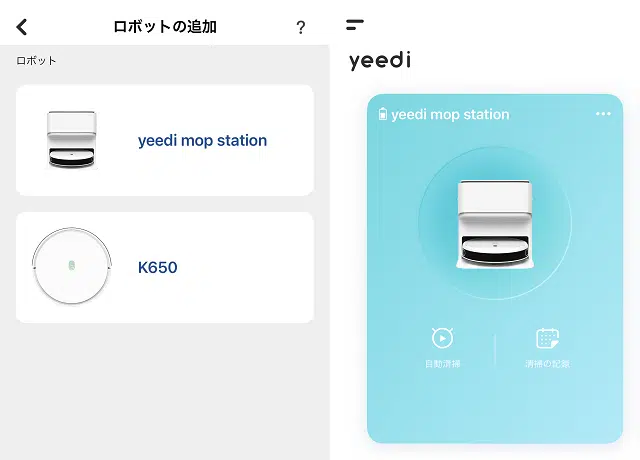 ロボットの追加
?
ロボット
yeedi mop station
K650
yeedi
yeedi mop station
自動清掃
清掃の記録